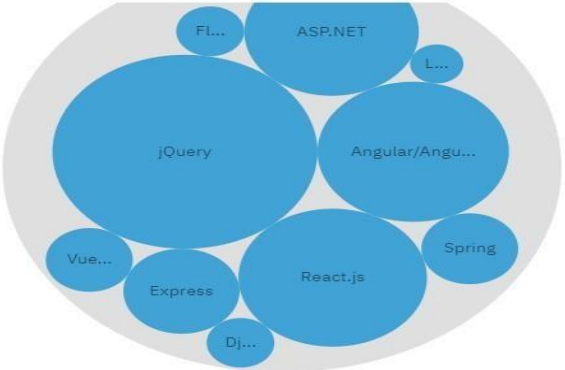 Fl...
ASP.NET
L...
jQuery
Angular/Angu...
Vue...
Express
React.js
Spring
Dj...